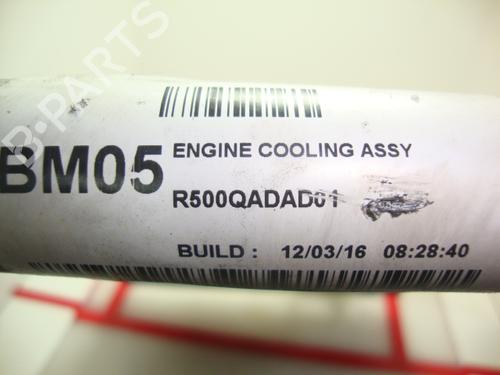 B-PARTS
BM05
ENGINE COOLING ASSY
R500QADAD01
BUILD : 12/03/16 08:28:40